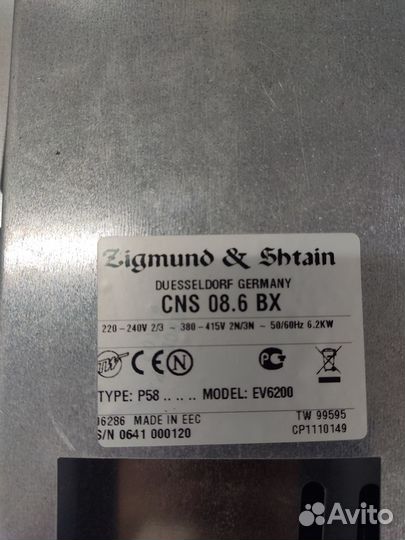 Zigmund & Shtain
DUESSELDORF GERMANY
CNS 08.6 BX
220-240V 2/3 ~ 380-415V 2N/3N ~ 50/60Hz 6.2KW
TYPE: P58 .. .. .. MODEL: EV6200
16286 MADE IN EEC TW 99595
S/N 0641 000120 CP1110149
Avito